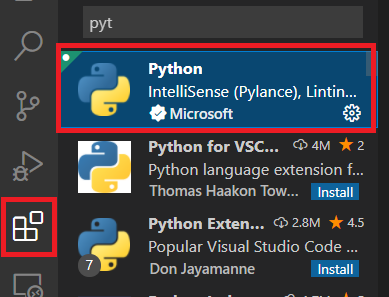 pyt
Python
IntelliSense (Pylance), Lintin...
Microsoft
Python for VSC... 4M ★ 2
Python language extension f...
Thomas Haakon Tow... Install
Python Exten... 2.8M ★ 4.5
Popular Visual Studio Code ...
7 Don Jayamanne Install